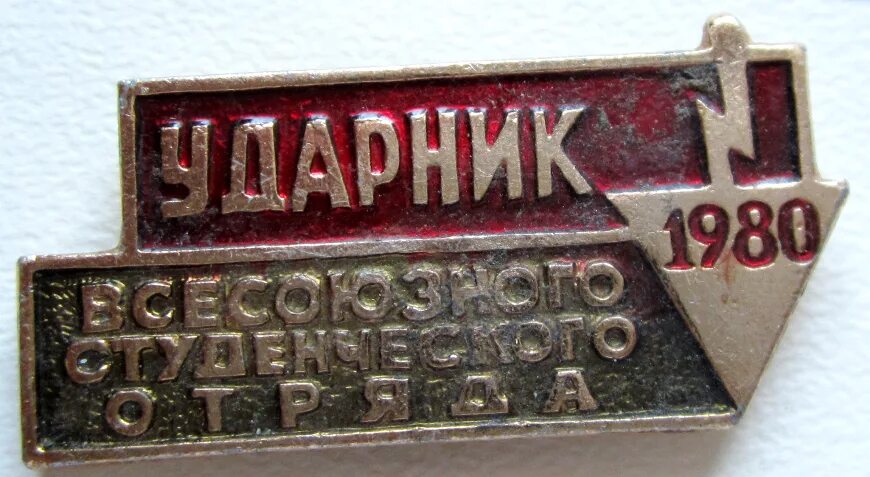 УДАРНИК
1980
ВСЕСОЮЗНОГО
СТУДЕНЧЕСКОГО
ОТРЯДА